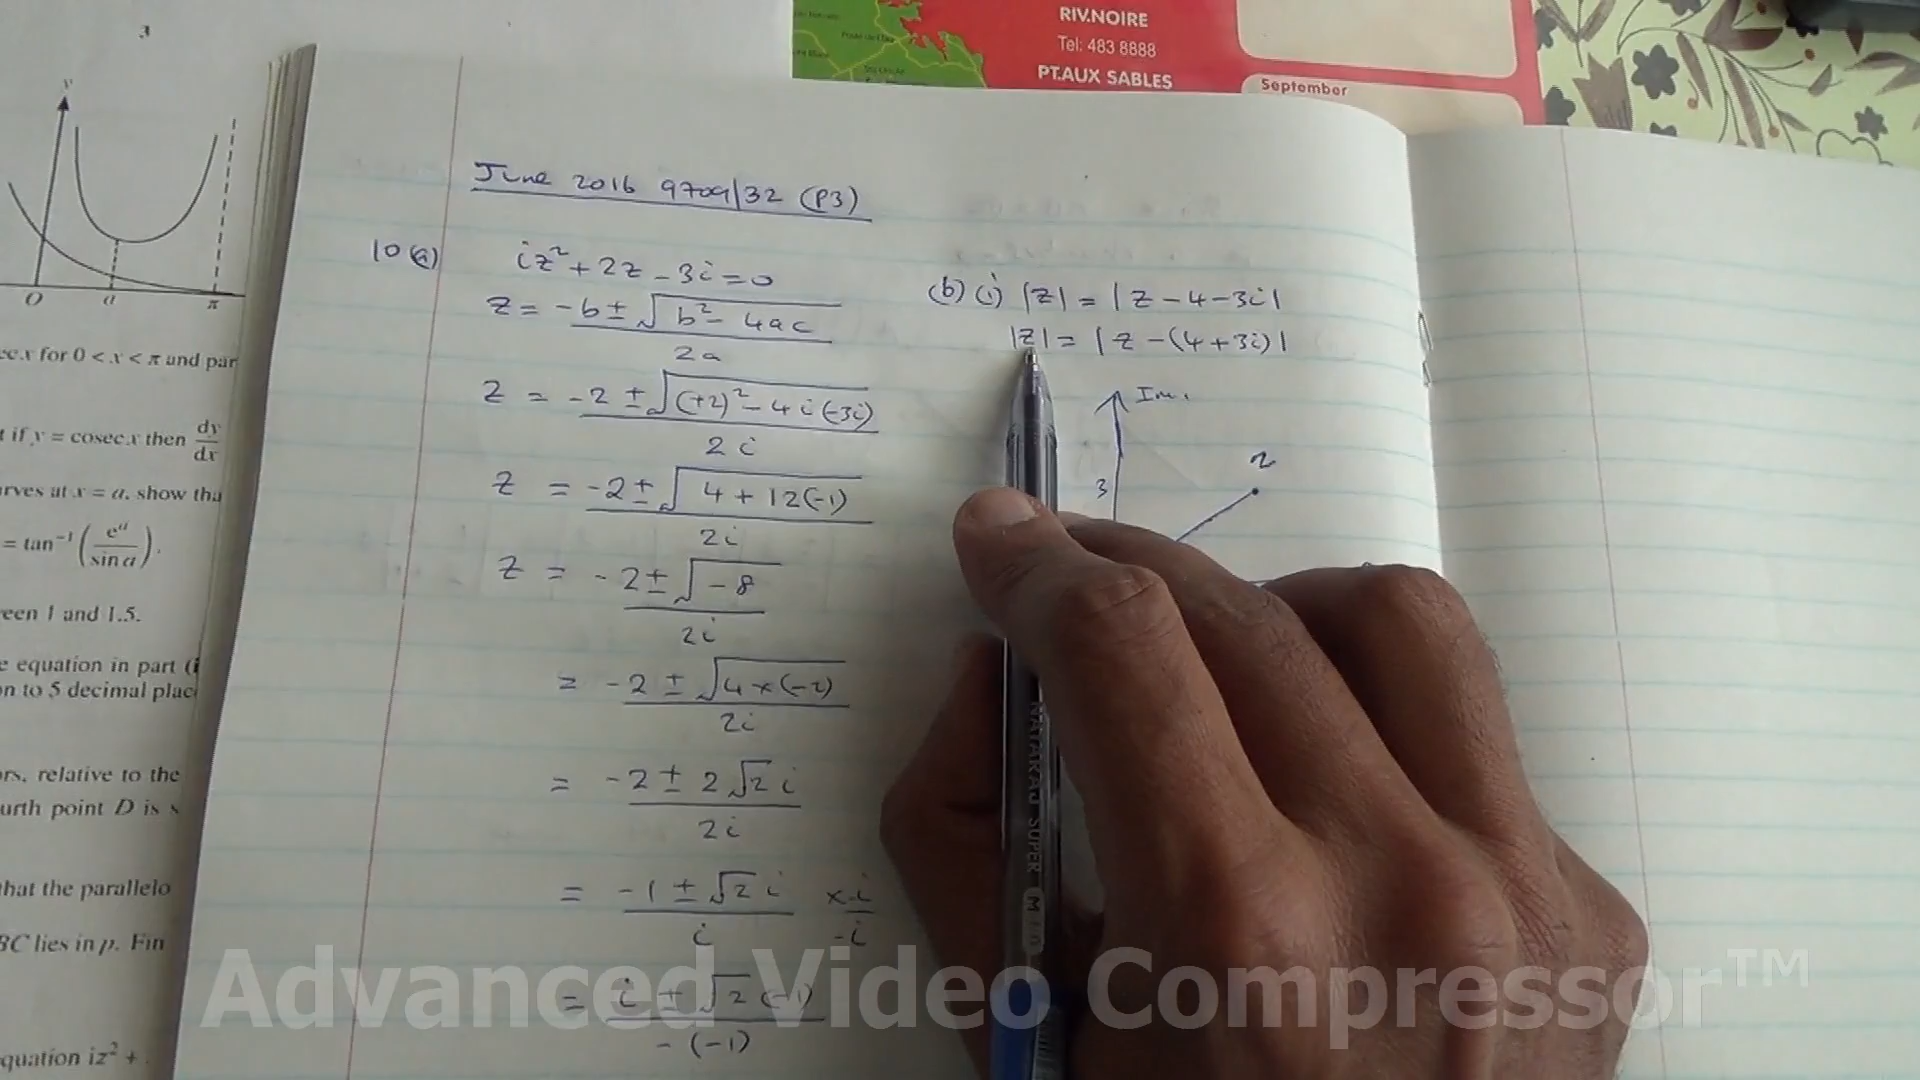 RIV.NOIRE
Tel: 483 8888
PT.AUX SABLES
September
3
y
O
a
π
ec x for 0 < x < π and par
t if y = cosec x then dy/dx
rves at x = a, show tha
= tan⁻¹(eᵃ/sin a).
een 1 and 1.5.
e equation in part (i
n to 5 decimal plac
rs, relative to the
urth point D is s
hat the parallelo
BC lies in p. Fin
quation iz² +
June 2016 9709/32 (P3)
10(a) iz² + 2z - 3i = 0
z = -b ± √(b² - 4ac) / 2a
z = -2 ± √((+2)² - 4i(-3i)) / 2i
z = -2 ± √(4 + 12(-1)) / 2i
z = -2 ± √-8 / 2i
= -2 ± √(4×(-2)) / 2i
= -2 ± 2√2 i / 2i
= -1 ± √2 i / i × -i / -i
= i ± √2 (-1) / -(-1)
(b) (i) |z| = |z - 4 - 3i|
|z| = |z - (4 + 3i)|
Im.
3
NATARAJ SUPER
Advanced Video Compressor™